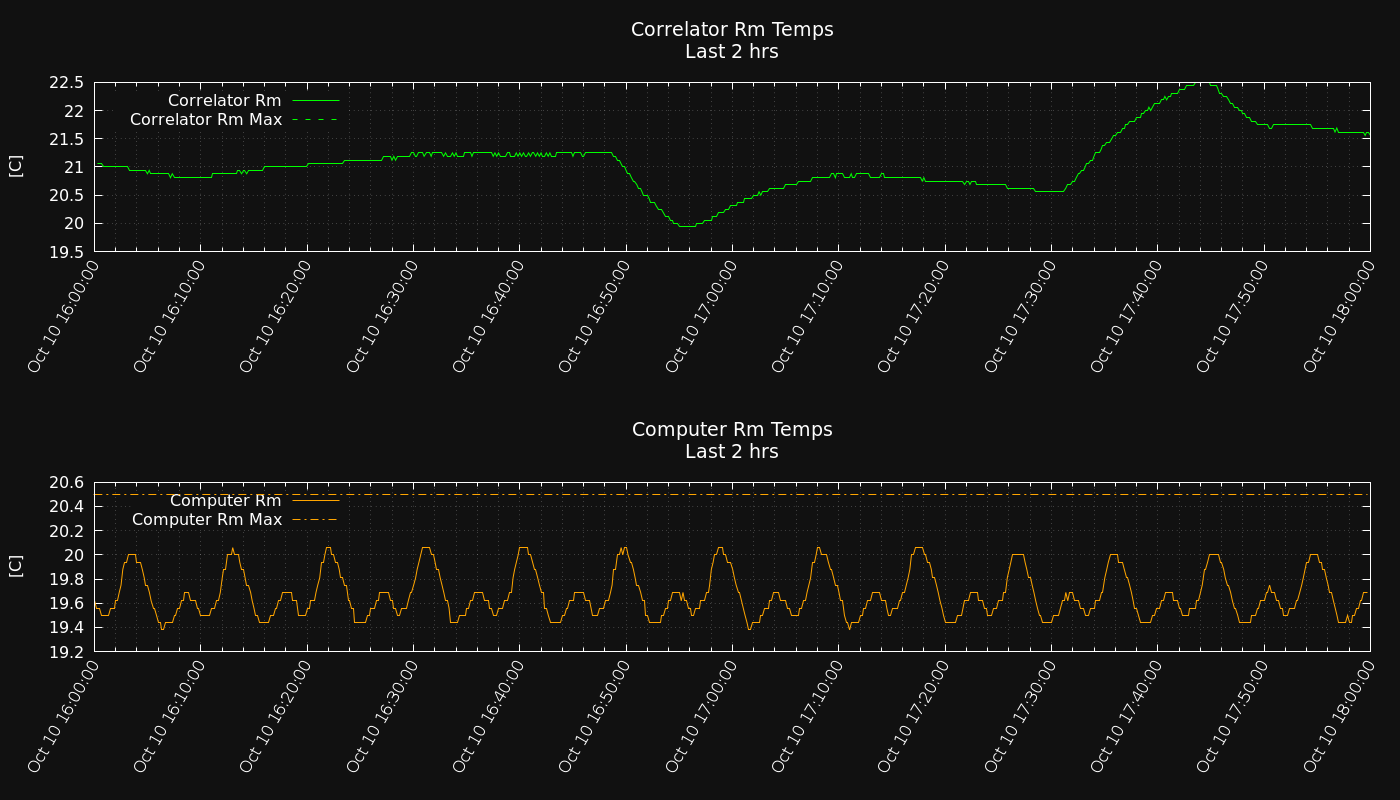 Correlator Rm Temps
Last 2 hrs
22.5
22
21.5
21
20.5
20
19.5
[C]
Correlator Rm
Correlator Rm Max
Oct 10 16:00:00
Oct 10 16:10:00
Oct 10 16:20:00
Oct 10 16:30:00
Oct 10 16:40:00
Oct 10 16:50:00
Oct 10 17:00:00
Oct 10 17:10:00
Oct 10 17:20:00
Oct 10 17:30:00
Oct 10 17:40:00
Oct 10 17:50:00
Oct 10 18:00:00
Computer Rm Temps
Last 2 hrs
20.6
20.4
20.2
20
19.8
19.6
19.4
19.2
[C]
Computer Rm
Computer Rm Max
Oct 10 16:00:00
Oct 10 16:10:00
Oct 10 16:20:00
Oct 10 16:30:00
Oct 10 16:40:00
Oct 10 16:50:00
Oct 10 17:00:00
Oct 10 17:10:00
Oct 10 17:20:00
Oct 10 17:30:00
Oct 10 17:40:00
Oct 10 17:50:00
Oct 10 18:00:00